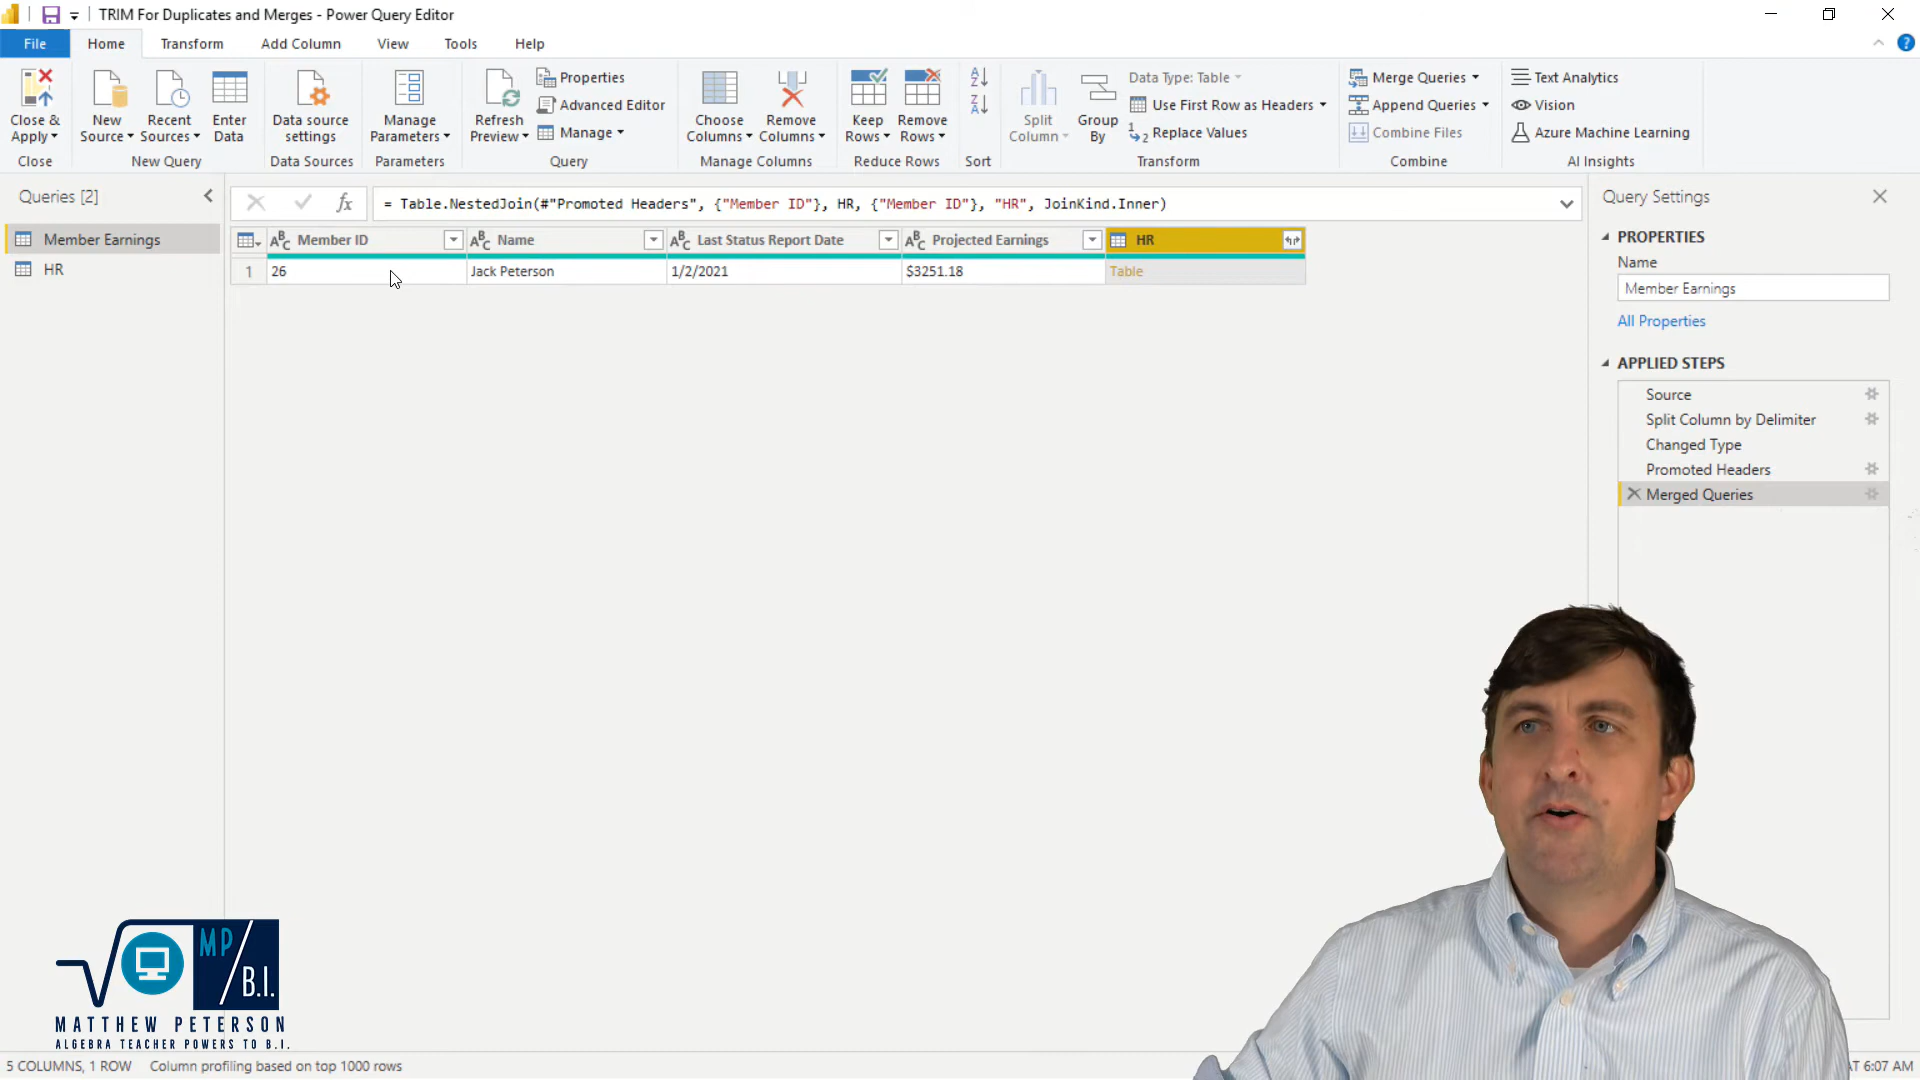 TRIM For Duplicates and Merges - Power Query Editor
File Home Transform Add Column View Tools Help
Close & Apply
New Source
Recent Sources
Enter Data
Data source settings
Manage Parameters
Refresh Preview
Properties
Advanced Editor
Manage
Choose Columns
Remove Columns
Keep Rows
Remove Rows
Split Column
Group By
Data Type: Table
Use First Row as Headers
Replace Values
Merge Queries
Append Queries
Combine Files
Text Analytics
Vision
Azure Machine Learning
Close New Query Data Sources Parameters Query Manage Columns Reduce Rows Sort Transform Combine AI Insights
Queries [2]
Member Earnings
HR
= Table.NestedJoin(#"Promoted Headers", {"Member ID"}, HR, {"Member ID"}, "HR", JoinKind.Inner)
Member ID Name Last Status Report Date Projected Earnings HR
1 26 Jack Peterson 1/2/2021 $3251.18 Table
Query Settings
PROPERTIES
Name
Member Earnings
All Properties
APPLIED STEPS
Source
Split Column by Delimiter
Changed Type
Promoted Headers
Merged Queries
MP/B.I.
MATTHEW PETERSON
ALGEBRA TEACHER POWERS TO B.I.
5 COLUMNS, 1 ROW Column profiling based on top 1000 rows
AT 6:07 AM